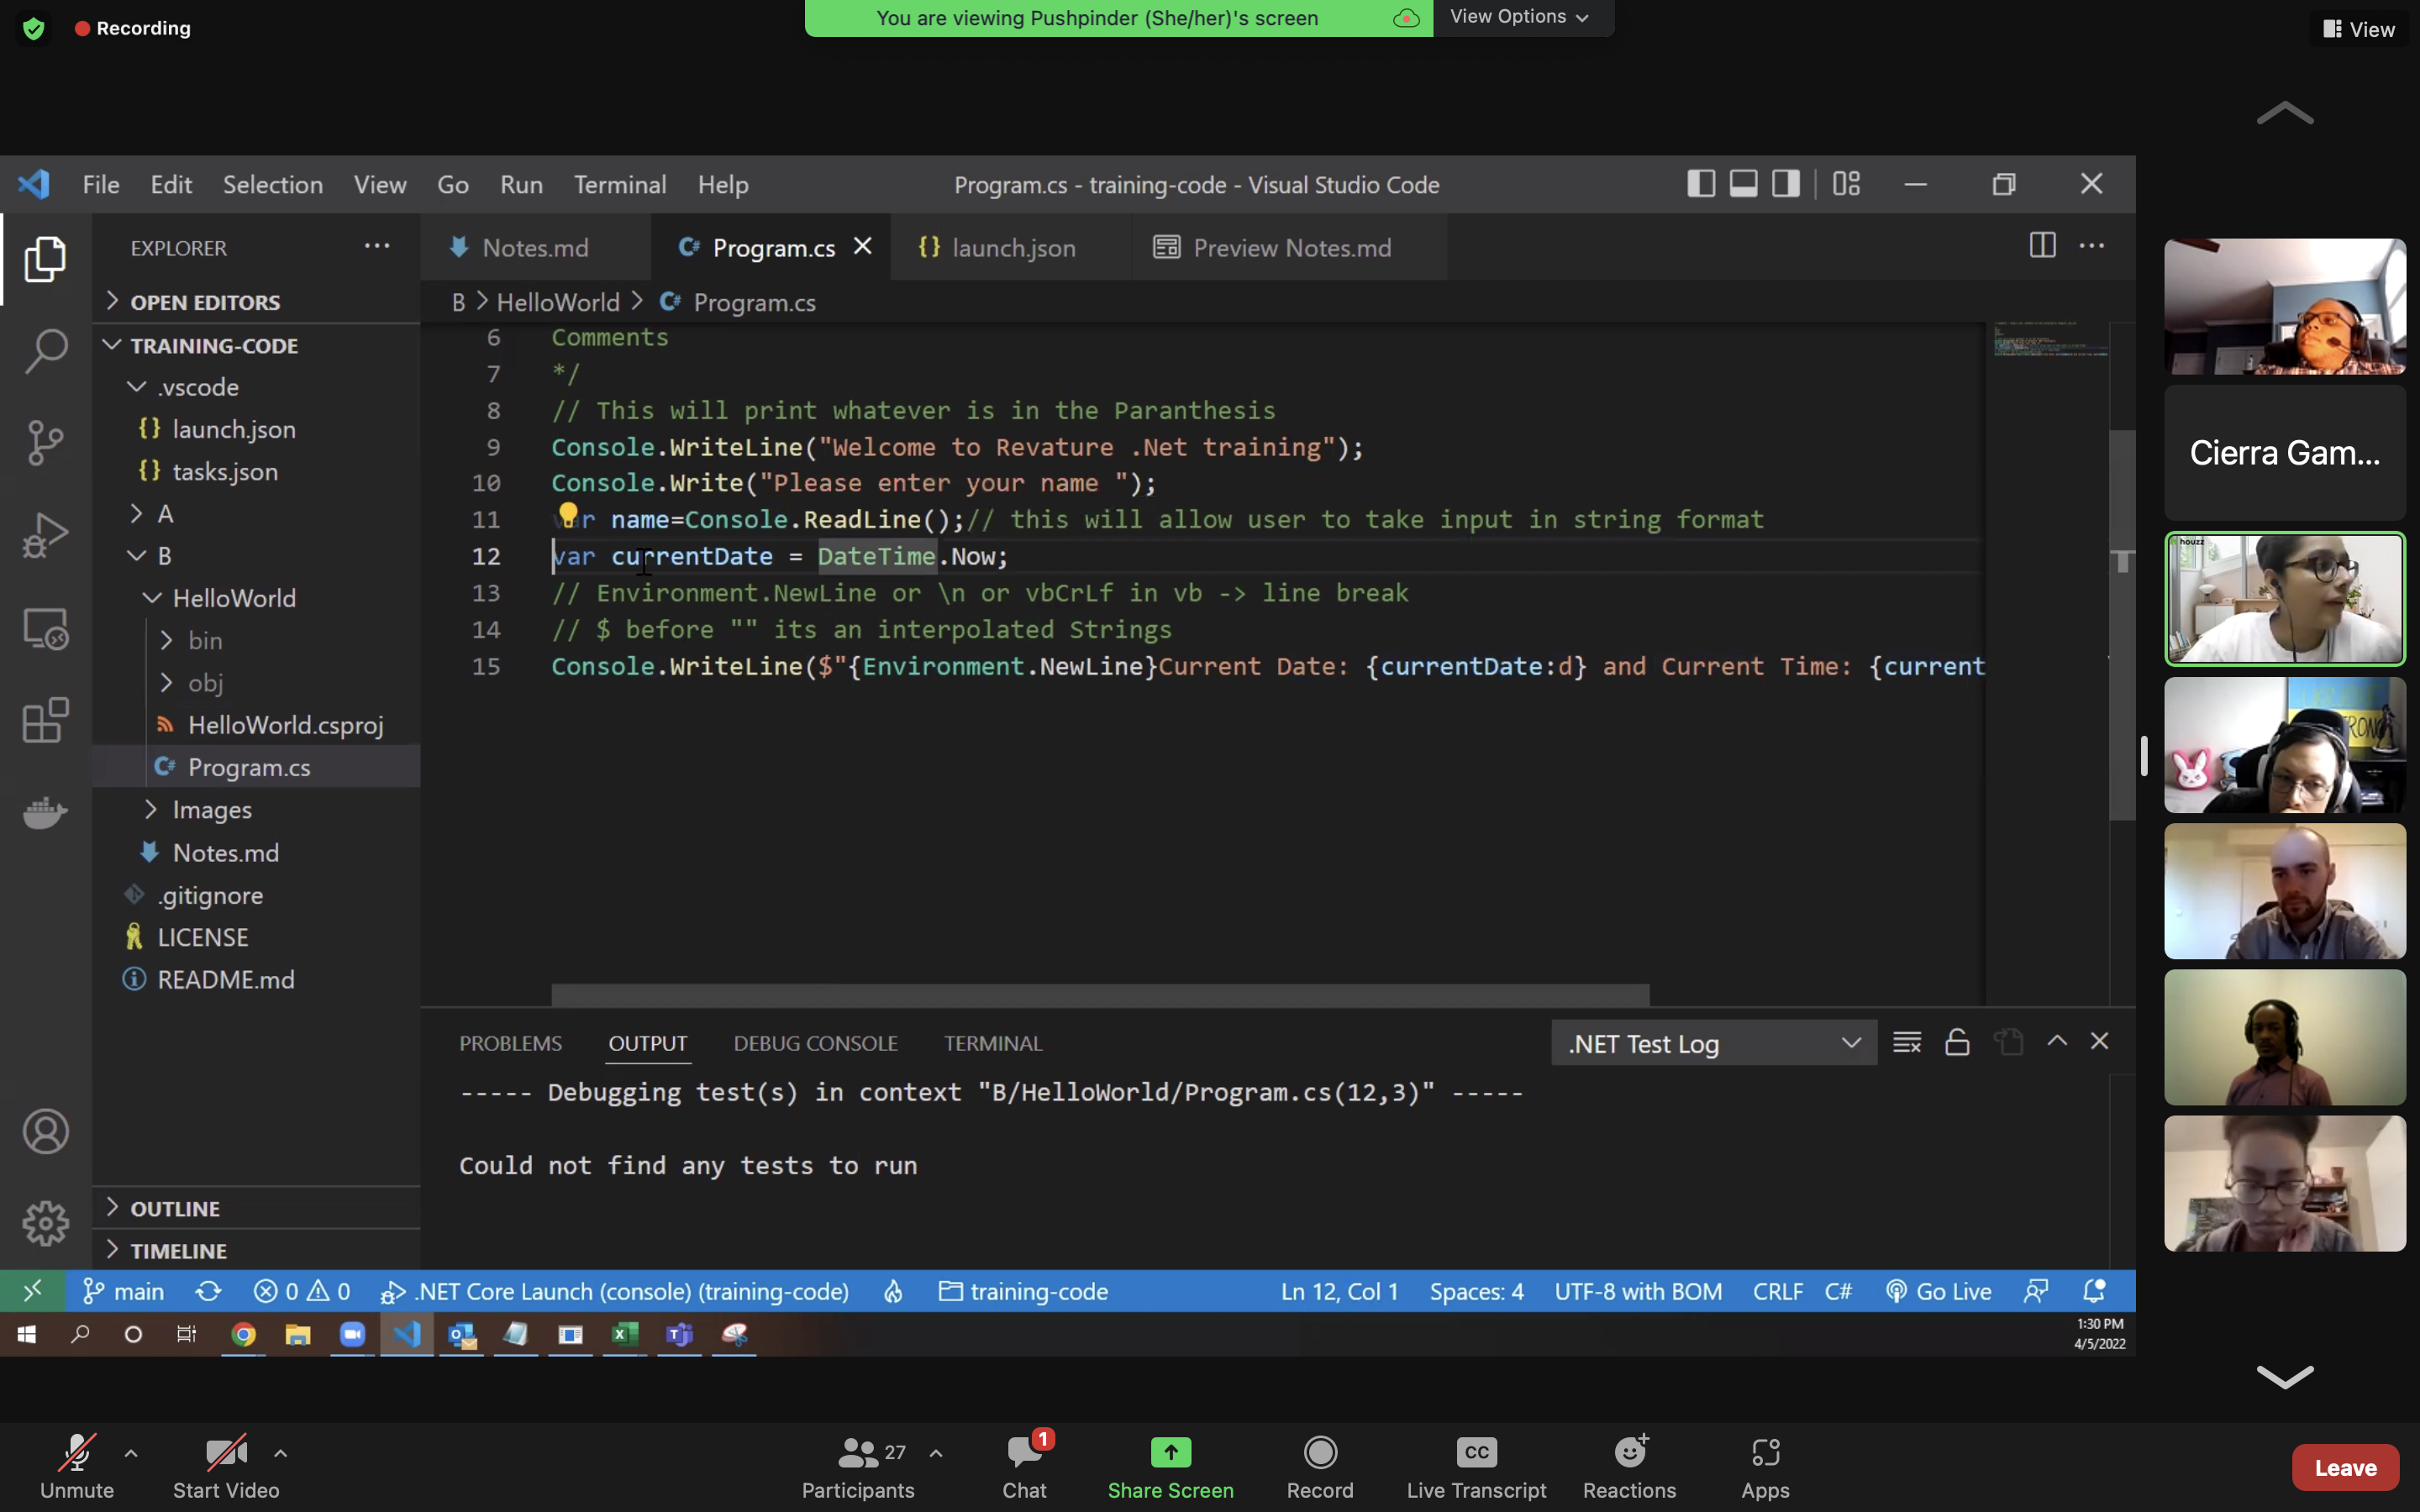 Recording
You are viewing Pushpinder (She/her)'s screen
View Options
View
File Edit Selection View Go Run Terminal Help
Program.cs - training-code - Visual Studio Code
EXPLORER
OPEN EDITORS
TRAINING-CODE
.vscode
launch.json
tasks.json
A
B
HelloWorld
bin
obj
HelloWorld.csproj
Program.cs
Images
Notes.md
.gitignore
LICENSE
README.md
OUTLINE
TIMELINE
Notes.md Program.cs launch.json Preview Notes.md
B > HelloWorld > Program.cs
6 Comments
7 */
8 // This will print whatever is in the Paranthesis
9 Console.WriteLine("Welcome to Revature .Net training");
10 Console.Write("Please enter your name ");
11 var name=Console.ReadLine();// this will allow user to take input in string format
12 var currentDate = DateTime.Now;
13 // Environment.NewLine or \n or vbCrLf in vb -> line break
14 // $ before "" its an interpolated Strings
15 Console.WriteLine($"{Environment.NewLine}Current Date: {currentDate:d} and Current Time: {current
PROBLEMS OUTPUT DEBUG CONSOLE TERMINAL
.NET Test Log
----- Debugging test(s) in context "B/HelloWorld/Program.cs(12,3)" -----
Could not find any tests to run
main 0 0 .NET Core Launch (console) (training-code) training-code Ln 12, Col 1 Spaces: 4 UTF-8 with BOM CRLF C# Go Live
1:30 PM
4/5/2022
Cierra Gam...
houzz
Unmute
Start Video
27
Participants
1
Chat
Share Screen
Record
CC
Live Transcript
Reactions
Apps
Leave